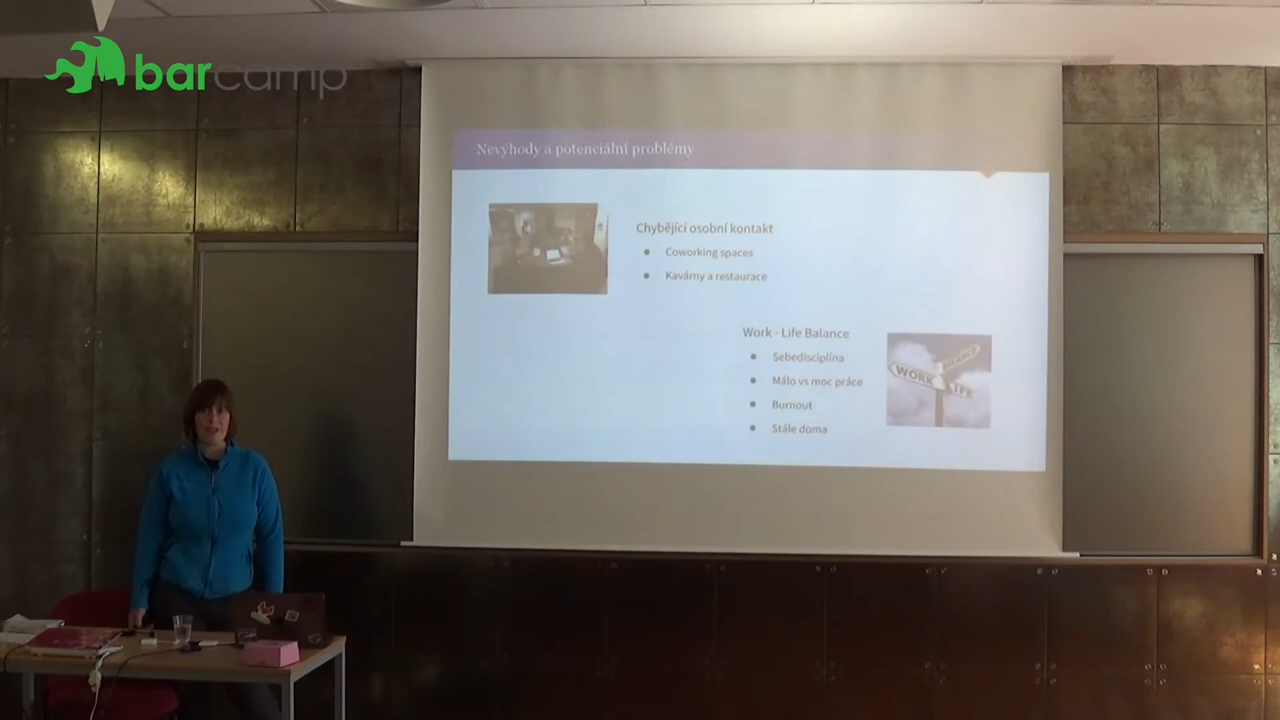 barcamp
Nevýhody a potenciální problémy
Chybějící osobní kontakt
● Coworking spaces
● Kavárny a restaurace
Work - Life Balance
● Sebedisciplína
● Málo vs moc práce
● Burnout
● Stále doma
WORK
LIFE